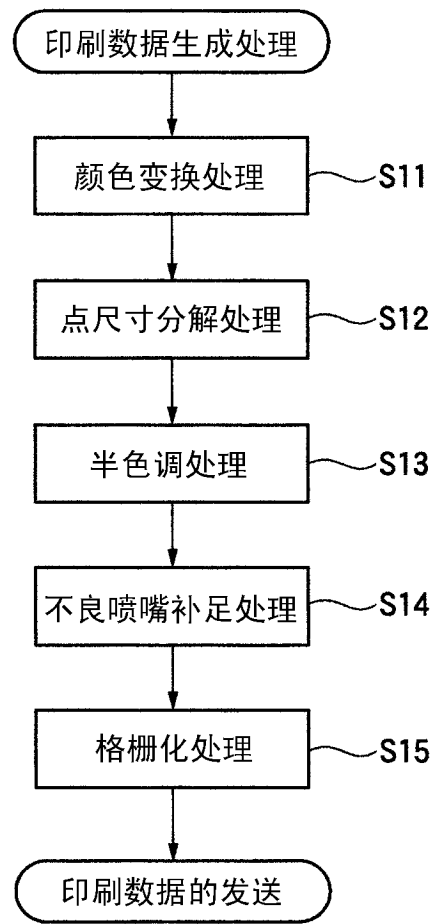 印刷数据生成处理
颜色变换处理 S11
点尺寸分解处理 S12
半色调处理 S13
不良喷嘴补足处理 S14
格栅化处理 S15
印刷数据的发送